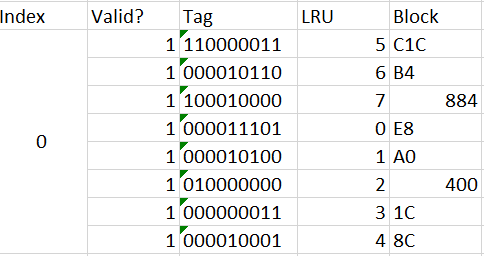 Index Valid? Tag LRU Block
1 110000011 5 C1C
1 000010110 6 B4
1 100010000 7 884
0 1 000011101 0 E8
1 000010100 1 A0
1 010000000 2 400
1 000000011 3 1C
1 000010001 4 8C